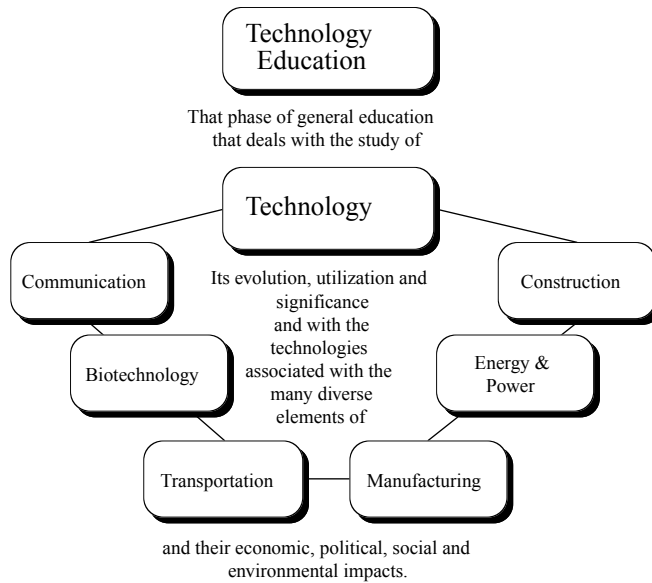 Technology
Education
That phase of general education
that deals with the study of
Technology
Communication
Construction
Its evolution, utilization and
significance
and with the
technologies
associated with the
many diverse
elements of
Biotechnology
Energy &
Power
Transportation
Manufacturing
and their economic, political, social and
environmental impacts.